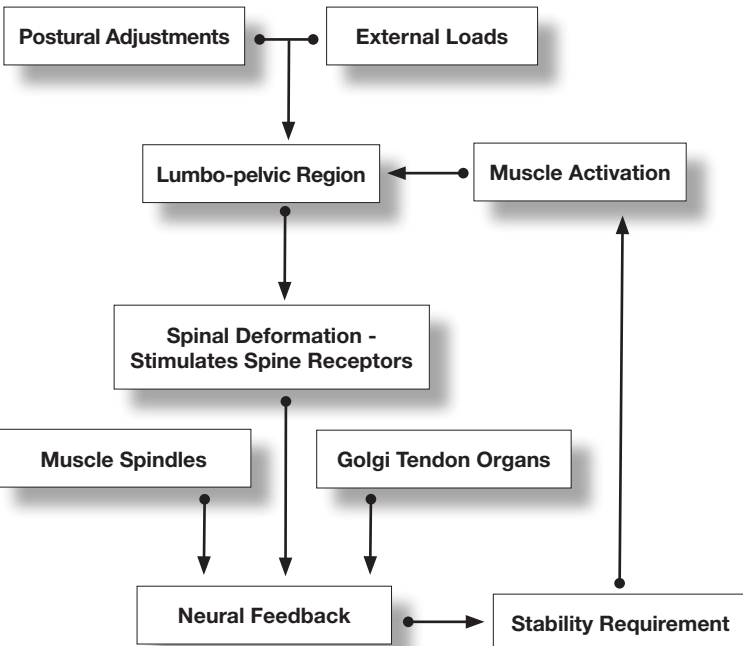 Postural Adjustments
External Loads
Lumbo-pelvic Region
Muscle Activation
Spinal Deformation -
Stimulates Spine Receptors
Muscle Spindles
Golgi Tendon Organs
Neural Feedback
Stability Requirement